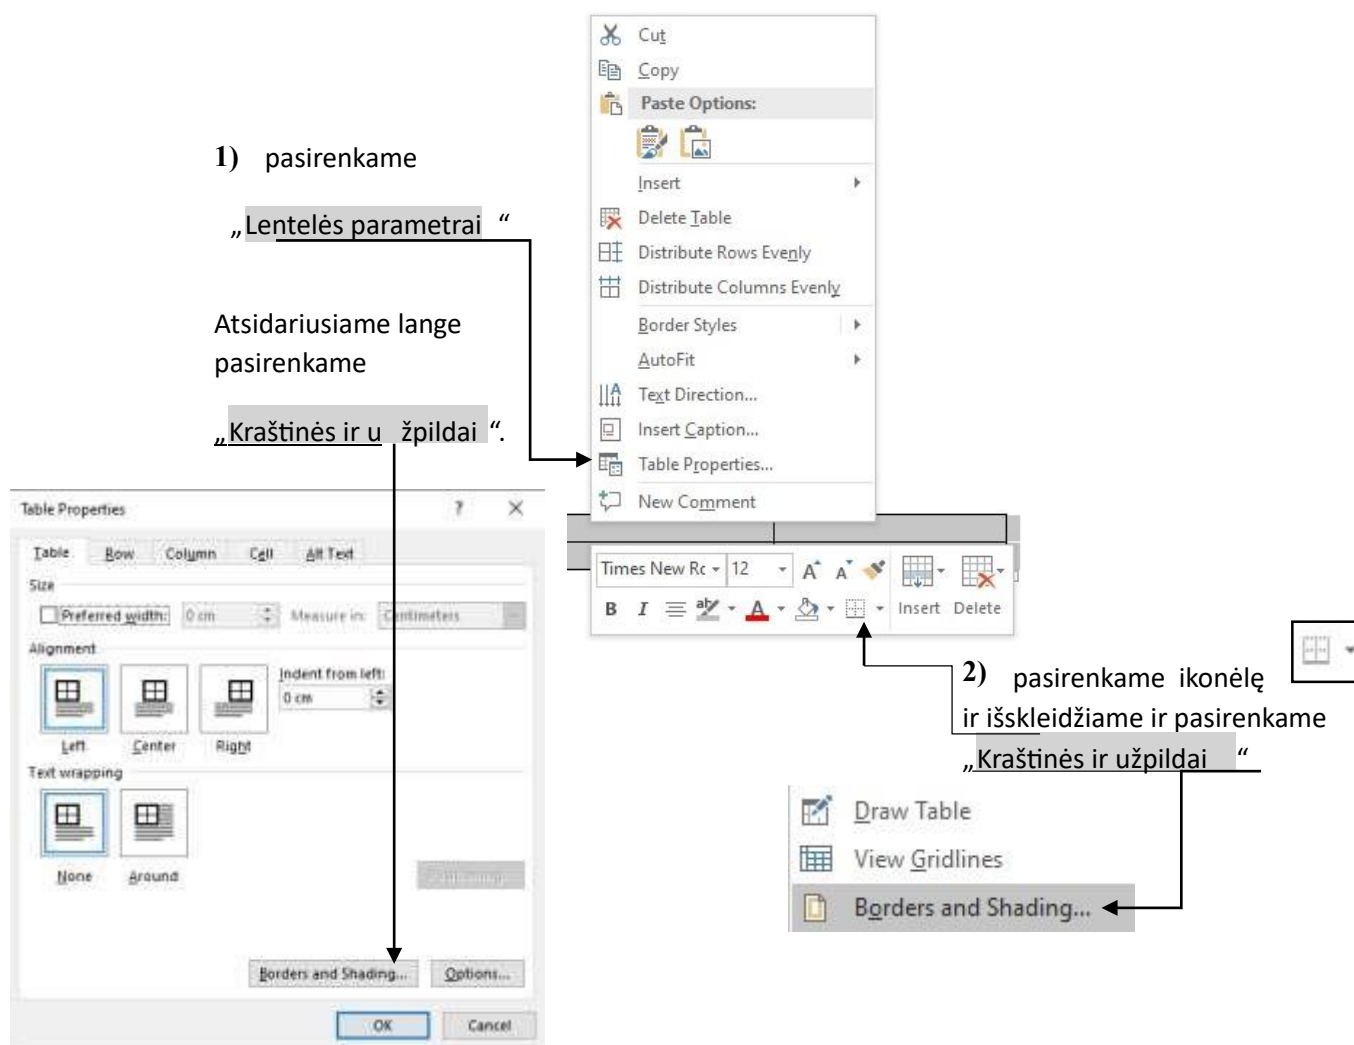 Cut
Copy
Paste Options:
1) pasirenkame
Insert
„Lentelės parametrai “
Delete Table
Distribute Rows Evenly
Distribute Columns Evenly
Atsidariusiame lange
pasirenkame
Border Styles
AutoFit
Text Direction...
„Kraštinės ir u žpildai “.
Insert Caption...
Table Properties...
New Comment
Table Properties ?
Table Row Column Cell Alt Text
Size
Preferred width: 0 cm Measure in: Centimeters
Alignment
Indent from left:
0 cm
Left Center Right
Text wrapping
None Around
Borders and Shading... Options...
OK Cancel
Times New Rc 12 A A
B I ab A Insert Delete
2) pasirenkame ikonėlę
ir išskleidžiame ir pasirenkame
„Kraštinės ir užpildai “
Draw Table
View Gridlines
Borders and Shading...